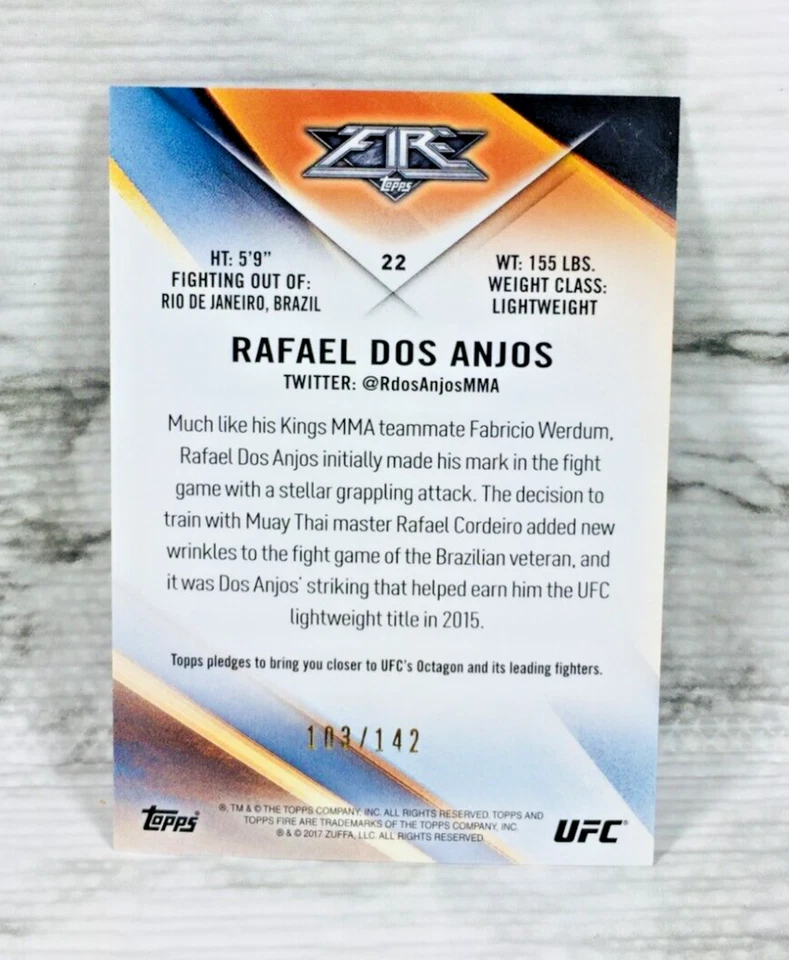 FIRE
Topps
HT: 5'9"
FIGHTING OUT OF:
RIO DE JANEIRO, BRAZIL
22
WT: 155 LBS.
WEIGHT CLASS:
LIGHTWEIGHT
RAFAEL DOS ANJOS
TWITTER: @RdosAnjosMMA
Much like his Kings MMA teammate Fabricio Werdum,
Rafael Dos Anjos initially made his mark in the fight
game with a stellar grappling attack. The decision to
train with Muay Thai master Rafael Cordeiro added new
wrinkles to the fight game of the Brazilian veteran, and
it was Dos Anjos' striking that helped earn him the UFC
lightweight title in 2015.
Topps pledges to bring you closer to UFC's Octagon and its leading fighters.
103/142
Topps®
®, TM & © THE TOPPS COMPANY, INC. ALL RIGHTS RESERVED. TOPPS AND
TOPPS FIRE ARE TRADEMARKS OF THE TOPPS COMPANY, INC.
® & © 2017 ZUFFA, LLC. ALL RIGHTS RESERVED.
UFC®